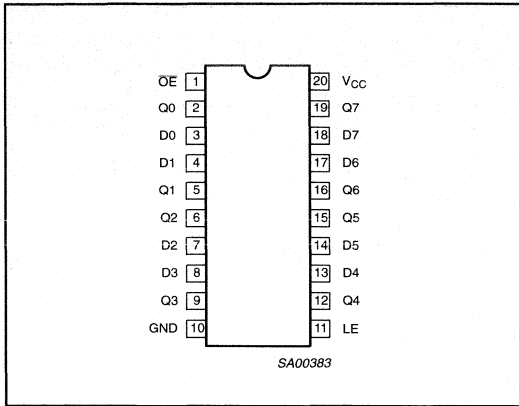 O̅E̅ 1 20 VCC
Q0 2 19 Q7
D0 3 18 D7
D1 4 17 D6
Q1 5 16 Q6
Q2 6 15 Q5
D2 7 14 D5
D3 8 13 D4
Q3 9 12 Q4
GND 10 11 LE
SA00383